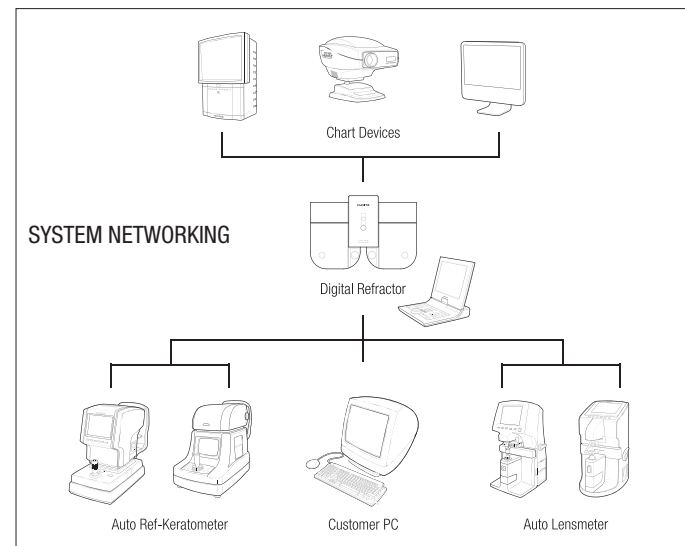 Chart Devices
SYSTEM NETWORKING
Digital Refractor
Auto Ref-Keratometer
Customer PC
Auto Lensmeter